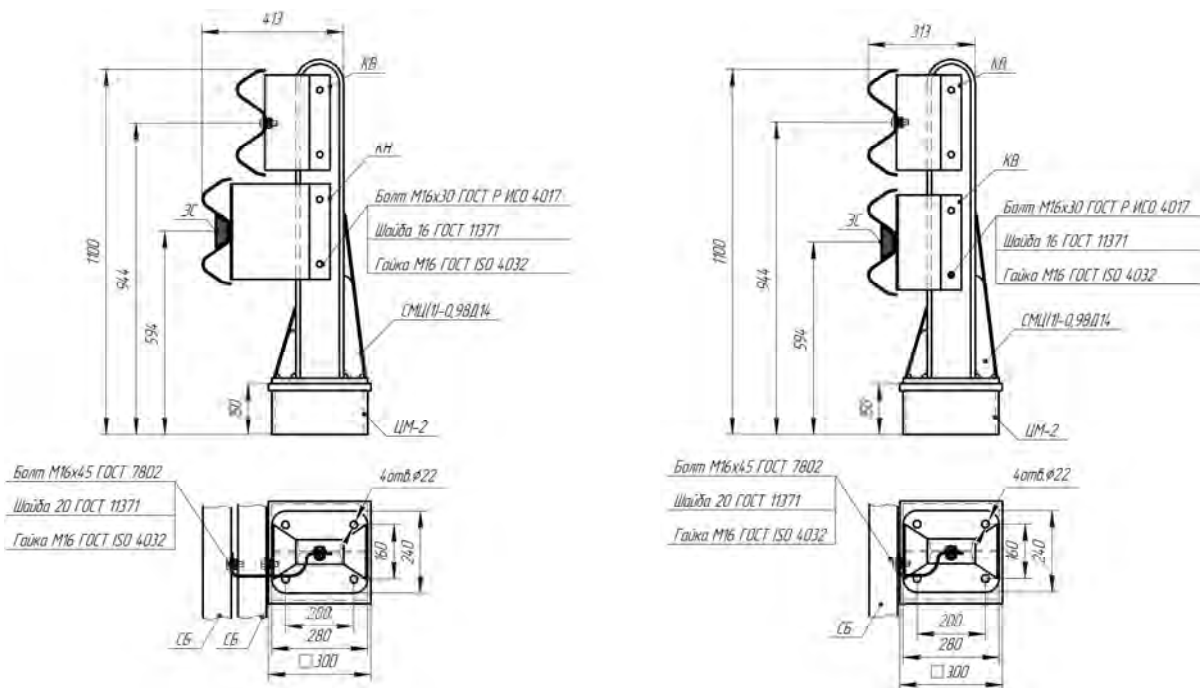 413
КВ
КН
ЗС
Болт М16х30 ГОСТ Р ИСО 4017
Шайба 16 ГОСТ 11371
Гайка М16 ГОСТ ISO 4032
СМЦ(1)-0,98Д14
1100
944
594
150
ЦМ-2
Болт М16х45 ГОСТ 7802
Шайба 20 ГОСТ 11371
Гайка М16 ГОСТ ISO 4032
4отв.⌀22
160
240
200
280
□300
СБ
СБ
313
КВ
КВ
ЗС
Болт М16х30 ГОСТ Р ИСО 4017
Шайба 16 ГОСТ 11371
Гайка М16 ГОСТ ISO 4032
СМЦ(1)-0,98Д14
1100
944
594
150
ЦМ-2
Болт М16х45 ГОСТ 7802
Шайба 20 ГОСТ 11371
Гайка М16 ГОСТ ISO 4032
4отв.⌀22
160
240
200
280
□300
СБ